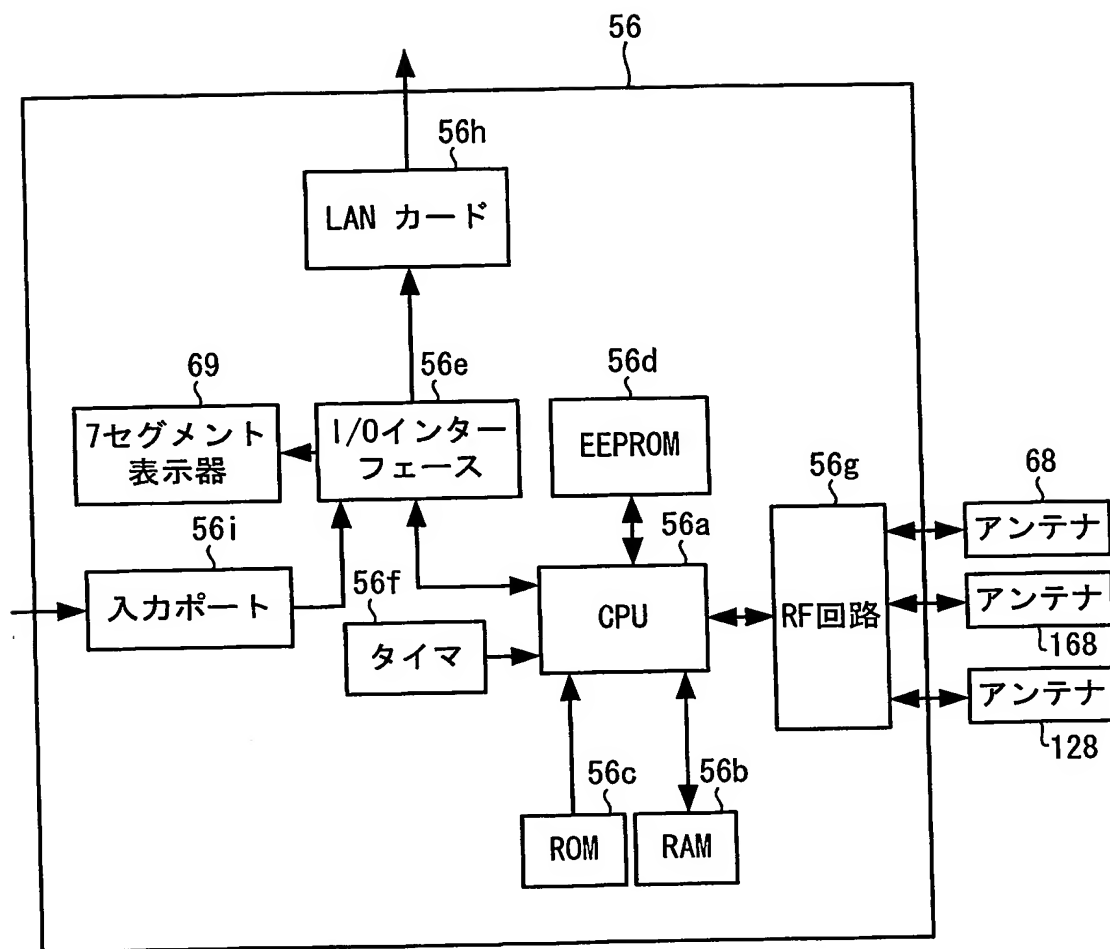 56
56h
LAN カード
69
7セグメント
表示器
56e
I/Oインター
フェース
56d
EEPROM
56g
RF回路
68
アンテナ
アンテナ
168
アンテナ
128
56i
入力ポート
56f
タイマ
56a
CPU
56c
ROM
56b
RAM